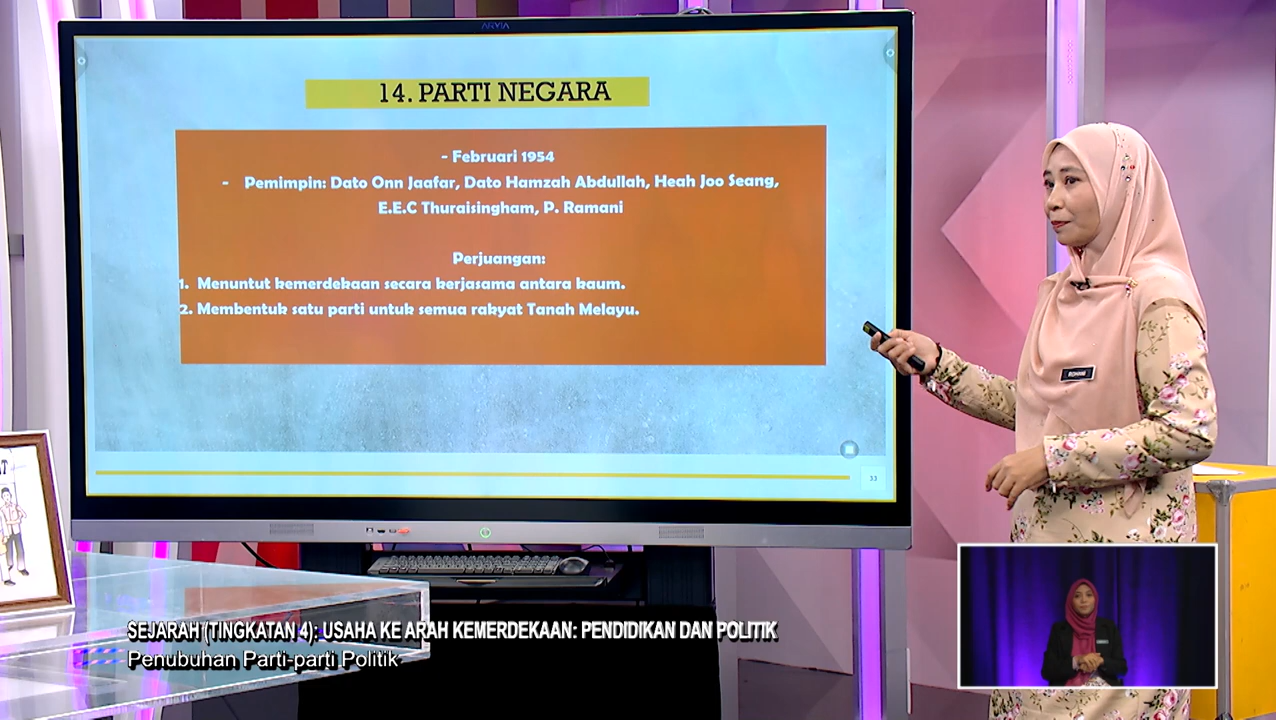 ARVIA
14. PARTI NEGARA
- Februari 1954
- Pemimpin: Dato Onn Jaafar, Dato Hamzah Abdullah, Heah Joo Seang,
E.E.C Thuraisingham, P. Ramani
Perjuangan:
1. Menuntut kemerdekaan secara kerjasama antara kaum.
2. Membentuk satu parti untuk semua rakyat Tanah Melayu.
33
ROHANI
SEJARAH (TINGKATAN 4): USAHA KE ARAH KEMERDEKAAN: PENDIDIKAN DAN POLITIK
Penubuhan Parti-parti Politik